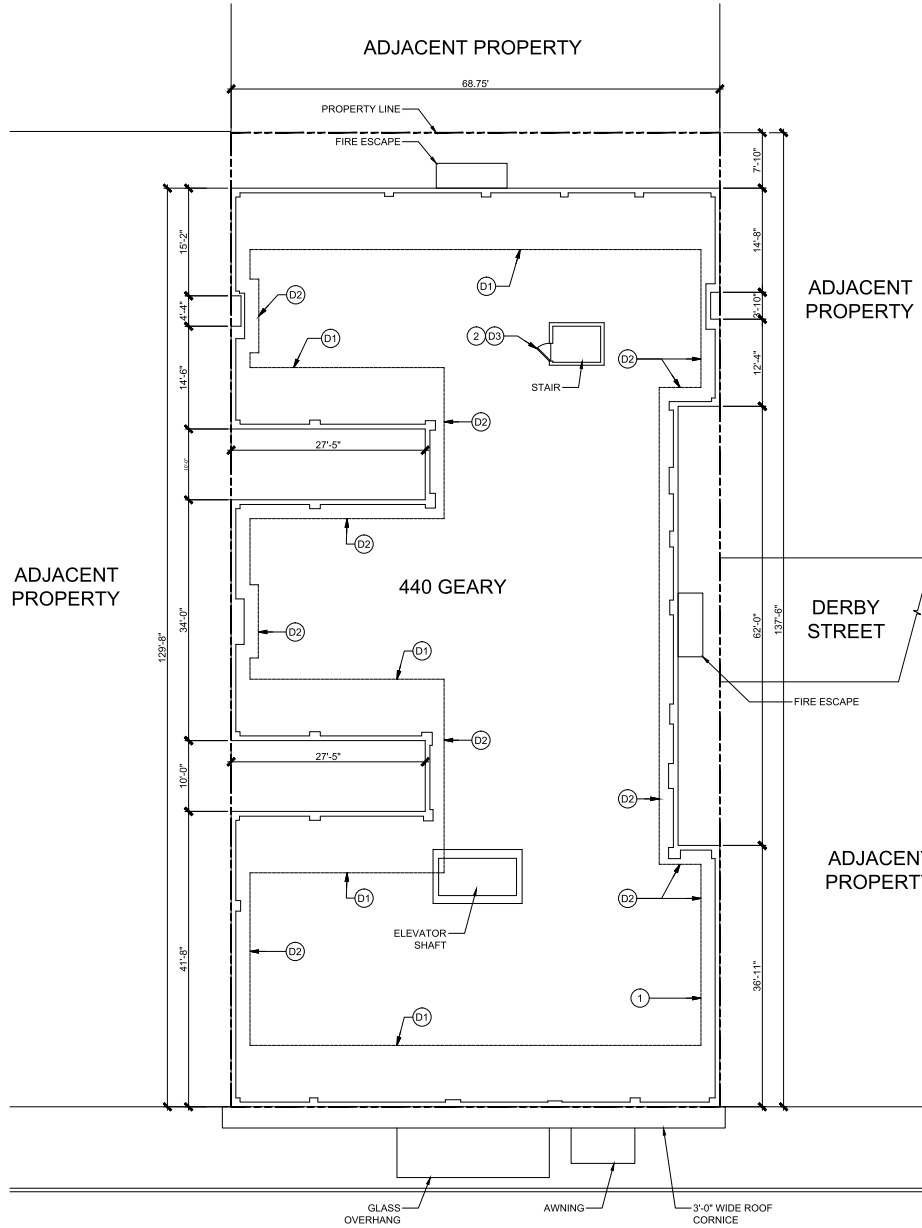 ADJACENT PROPERTY
68.75'
PROPERTY LINE
FIRE ESCAPE
7'-10"
15'-2"
14'-8"
D1
D2
ADJACENT
PROPERTY
4'-4"
3'-10"
D1
2 D3
D2
STAIR
12'-4"
14'-6"
D2
27'-5"
10'-0"
D2
ADJACENT
PROPERTY
440 GEARY
DERBY
STREET
129'-8"
34'-0"
62'-0"
137'-6"
D2
D1
FIRE ESCAPE
D2
27'-5"
10'-0"
D2
ADJACENT
PROPERTY
D1
D2
ELEVATOR
SHAFT
41'-8"
D2
36'-11"
1
D1
GLASS
OVERHANG
AWNING
3'-0" WIDE ROOF
CORNICE